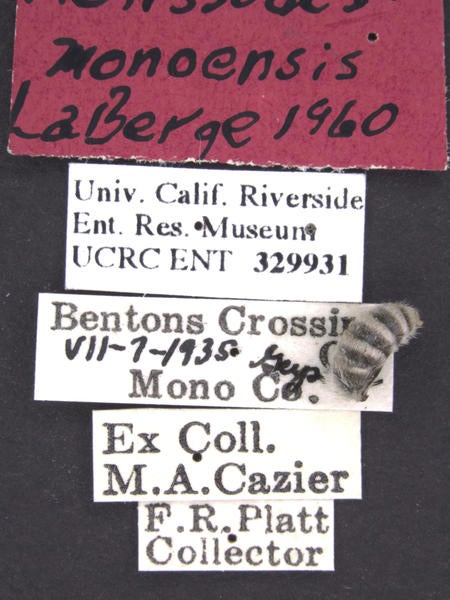 monoensis
LaBerge 1960
Univ. Calif. Riverside
Ent. Res. Museum
UCRC ENT 329931
Bentons
VII-7-1935
Mono Co.
Ex Coll.
M.A.Cazier
F.R.Platt
Collector